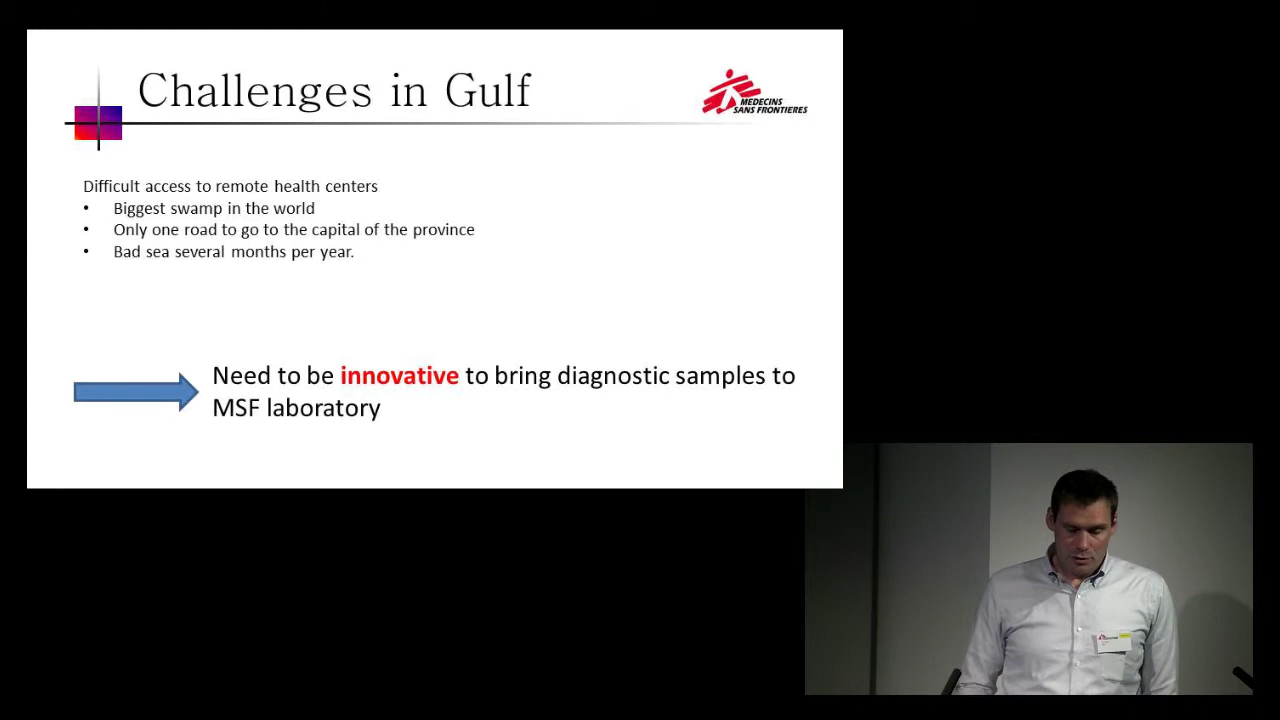 Challenges in Gulf
MEDECINS
SANS FRONTIERES
Difficult access to remote health centers
• Biggest swamp in the world
• Only one road to go to the capital of the province
• Bad sea several months per year.
Need to be innovative to bring diagnostic samples to
MSF laboratory